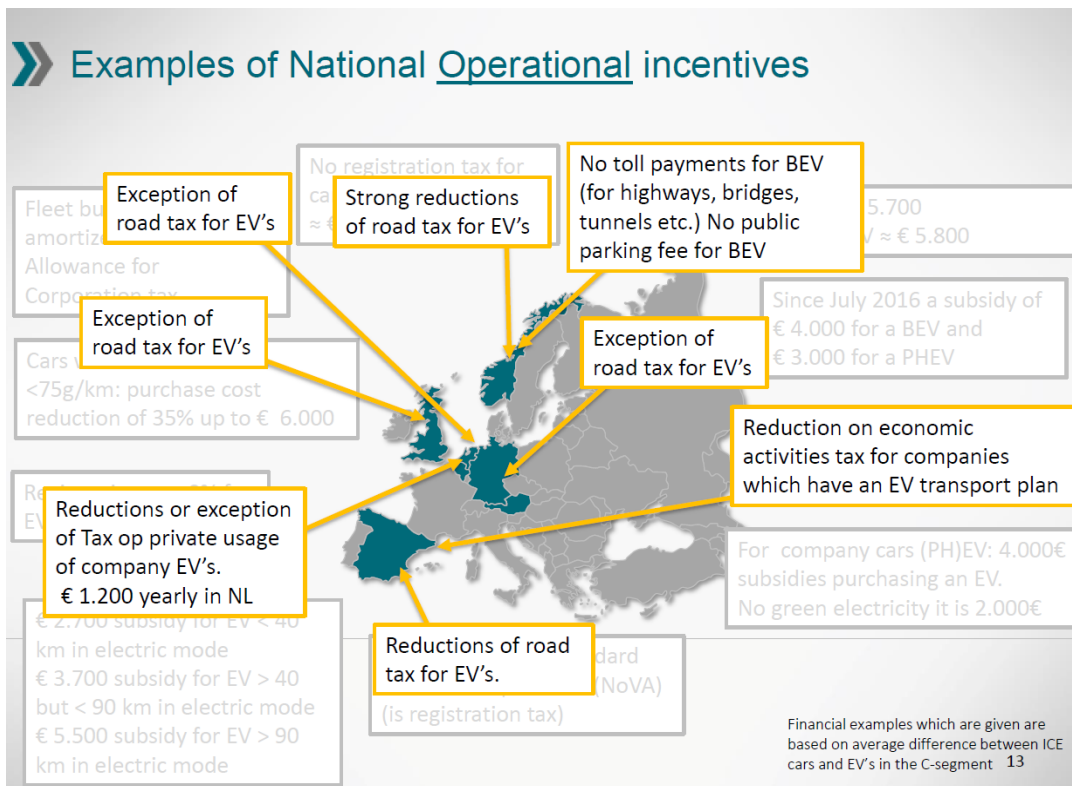 Examples of National Operational incentives
No registration tax for
ca
≈ €
Exception of
road tax for EV's
Strong reductions
of road tax for EV's
No toll payments for BEV
(for highways, bridges,
tunnels etc.) No public
parking fee for BEV
Fleet bu
amortize
Allowance for
Corporation tax
5.700
V ≈ € 5.800
Since July 2016 a subsidy of
€ 4.000 for a BEV and
€ 3.000 for a PHEV
Exception of
road tax for EV's
Exception of
road tax for EV's
Cars
<75g/km: purchase cost
reduction of 35% up to € 6.000
Reduction on economic
activities tax for companies
which have an EV transport plan
Re
EV
Reductions or exception
of Tax op private usage
of company EV's.
€ 1.200 yearly in NL
For company cars (PH)EV: 4.000€
subsidies purchasing an EV.
No green electricity it is 2.000€
€ 2.700 subsidy for EV < 40
km in electric mode
€ 3.700 subsidy for EV > 40
but < 90 km in electric mode
€ 5.500 subsidy for EV > 90
km in electric mode
Reductions of road
tax for EV's.
dard
(NoVA)
(is registration tax)
Financial examples which are given are
based on average difference between ICE
cars and EV's in the C-segment 13